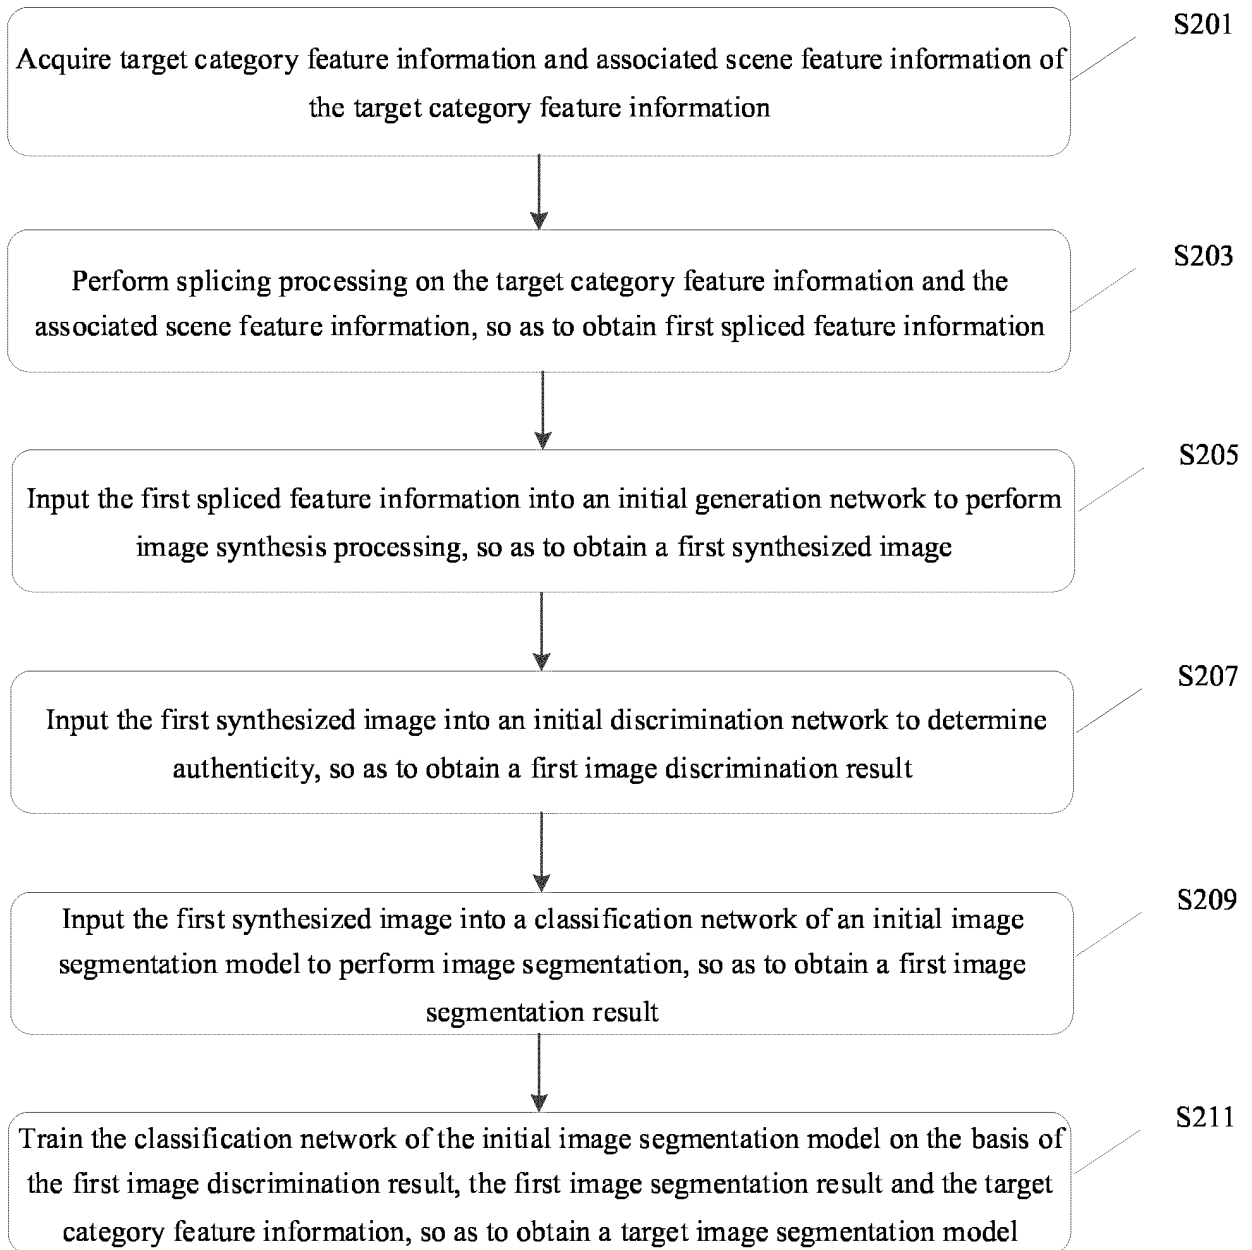 S201
Acquire target category feature information and associated scene feature information of
the target category feature information
S203
Perform splicing processing on the target category feature information and the
associated scene feature information, so as to obtain first spliced feature information
S205
Input the first spliced feature information into an initial generation network to perform
image synthesis processing, so as to obtain a first synthesized image
S207
Input the first synthesized image into an initial discrimination network to determine
authenticity, so as to obtain a first image discrimination result
S209
Input the first synthesized image into a classification network of an initial image
segmentation model to perform image segmentation, so as to obtain a first image
segmentation result
S211
Train the classification network of the initial image segmentation model on the basis of
the first image discrimination result, the first image segmentation result and the target
category feature information, so as to obtain a target image segmentation model